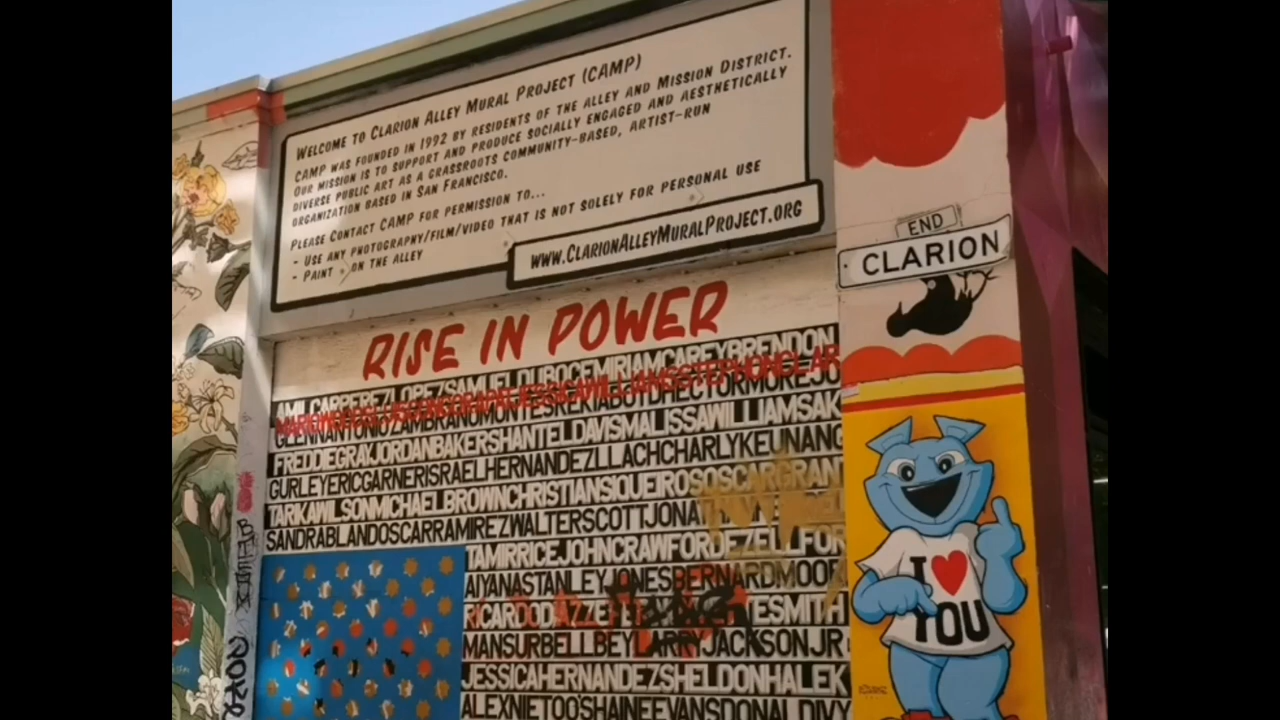 WELCOME TO CLARION ALLEY MURAL PROJECT (CAMP)
CAMP WAS FOUNDED IN 1992 BY RESIDENTS OF THE ALLEY AND MISSION DISTRICT.
OUR MISSION IS TO SUPPORT AND PRODUCE SOCIALLY ENGAGED AND AESTHETICALLY
DIVERSE PUBLIC ART AS A GRASSROOTS COMMUNITY-BASED, ARTIST-RUN
ORGANIZATION BASED IN SAN FRANCISCO.
PLEASE CONTACT CAMP FOR PERMISSION TO...
- USE ANY PHOTOGRAPHY/FILM/VIDEO THAT IS NOT SOLELY FOR PERSONAL USE
- PAINT ON THE ALLEY
WWW.CLARIONALLEYMURALPROJECT.ORG
END
CLARION
RISE IN POWER
AMILCARPEREZLOPEZSAMUELDUBOCEMIRIAMCAREYBRENDON
GLENNANTONIOZAMBRANOMONTESREKIABOYDHECTORMOREJO
FREDDIEGRAYJORDANBAKERSHANTELDAVISMALISSAWILLIAMSAK
GURLEYERICGARNERISRAELHERNANDEZLLACHCHARLYKEUNANG
TARKAWILSONMICHAELBROWNCHRISTIANSIQUEIROSOSCARGRANT
SANDRABLANDOSCARRAMIREZWALTERSCOTTJONATHAN
TAMIRRICEJOHNCRAWFORDEZELLFOR
AIYANASTANLEYJONESBERNARDMOOR
MANSURBELLBEYLARRYJACKSONJR
JESSICAHERNANDEZSHELDONHALEK
ALEXNIETOOSHAINEEVANSDONALDIVY
I
YOU